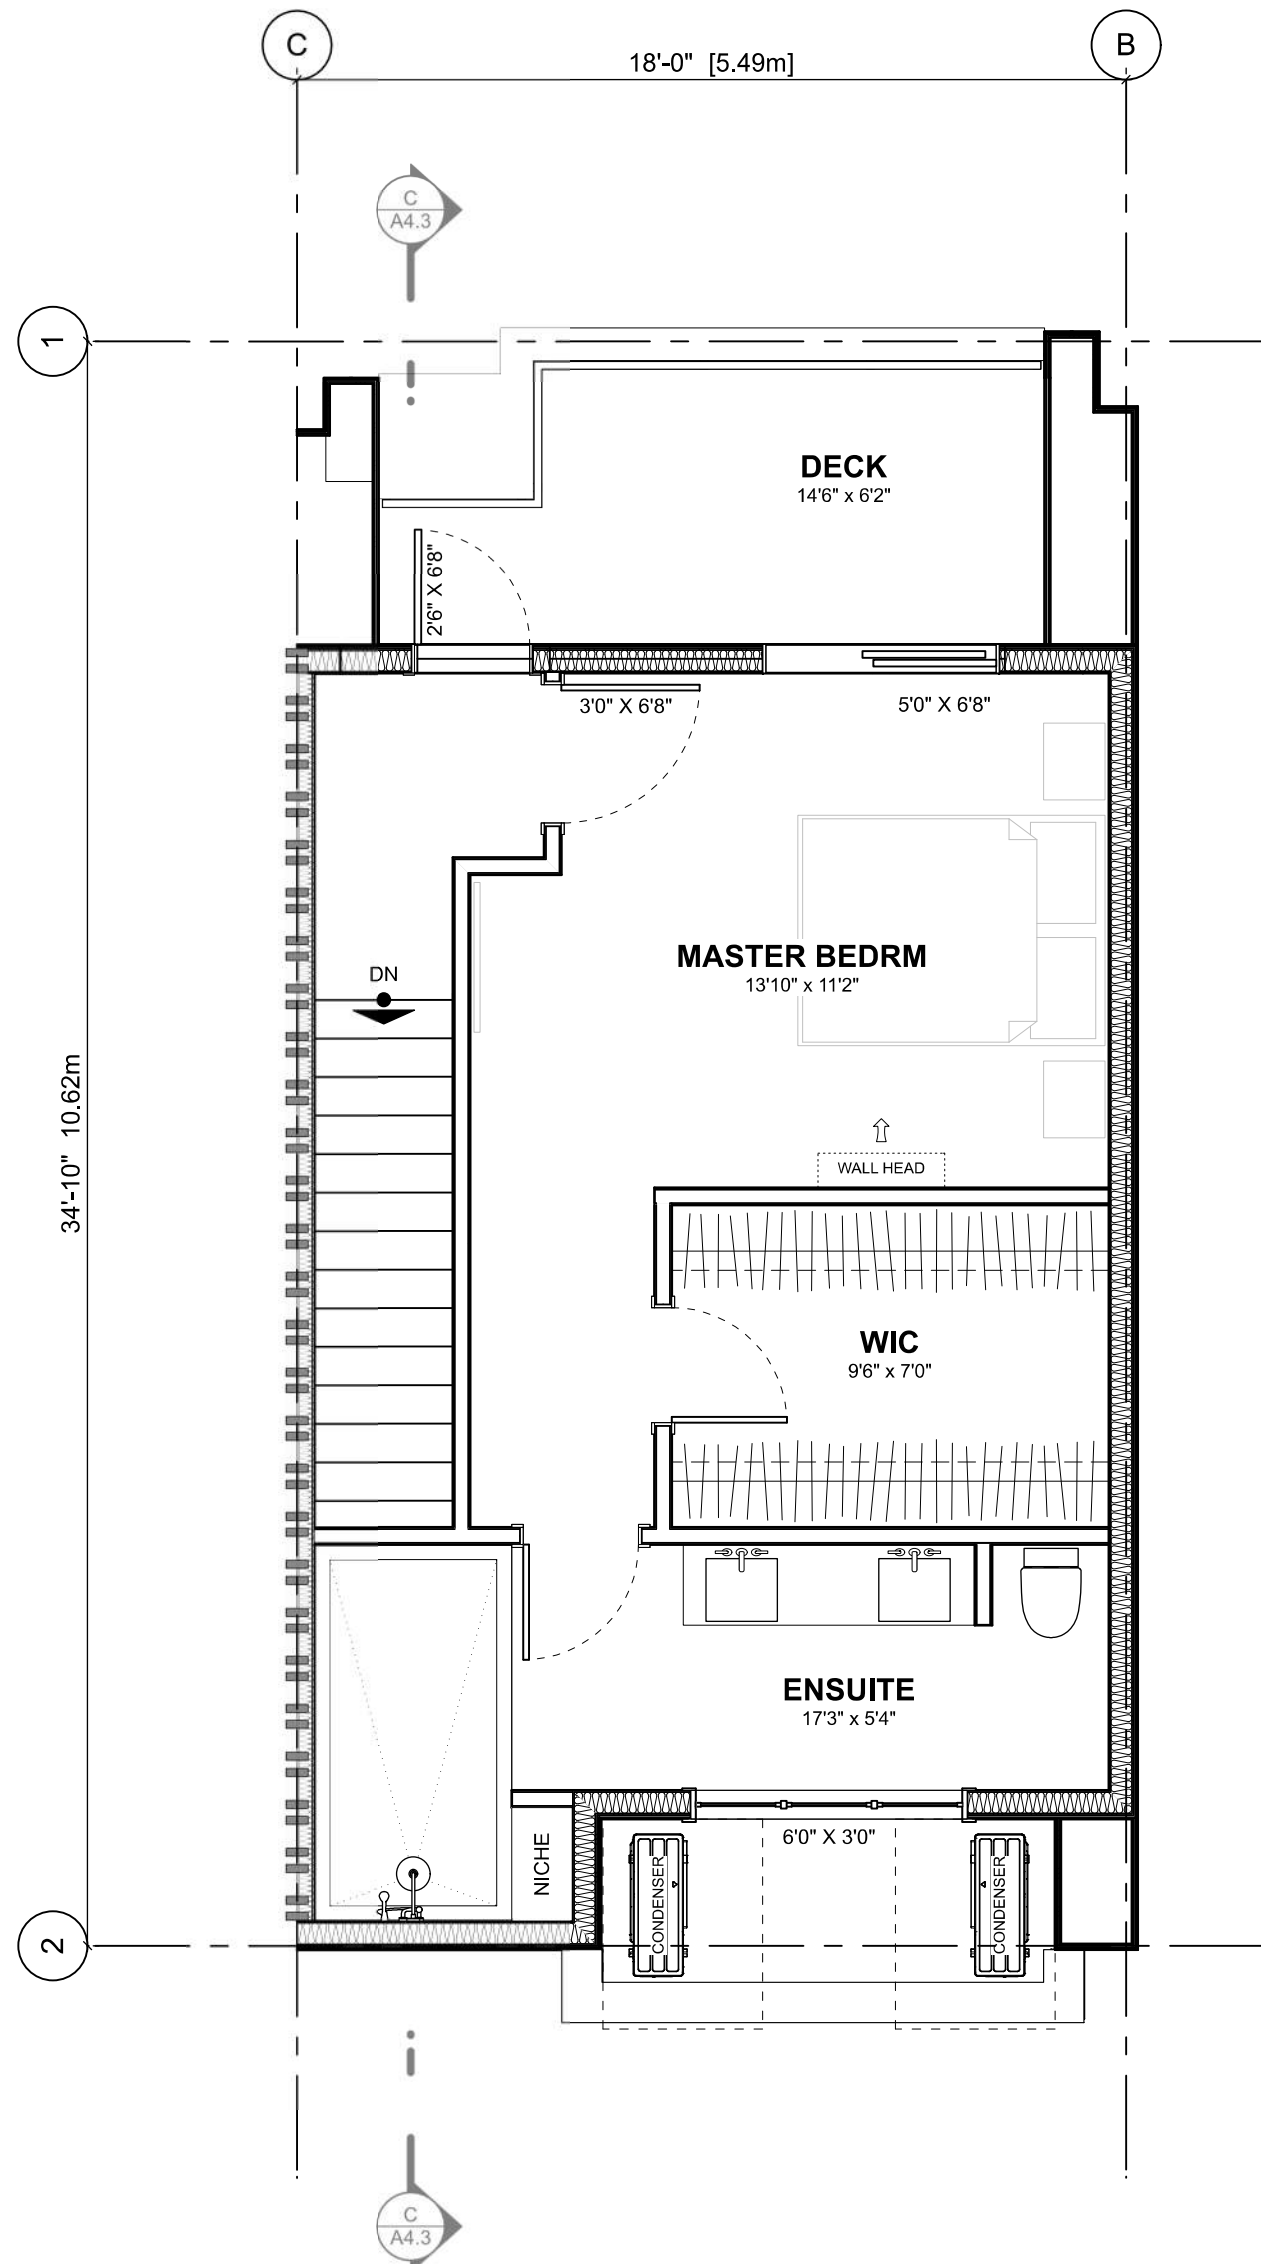 C
B
18'-0" [5.49m]
C
A4.3
1
DECK
14'6" x 6'2"
2'6" X 6'8"
3'0" X 6'8"
5'0" X 6'8"
MASTER BEDRM
13'10" x 11'2"
DN
34'-10" 10.62m
WALL HEAD
WIC
9'6" x 7'0"
ENSUITE
17'3" x 5'4"
6'0" X 3'0"
NICHE
CONDENSER
CONDENSER
2
C
A4.3